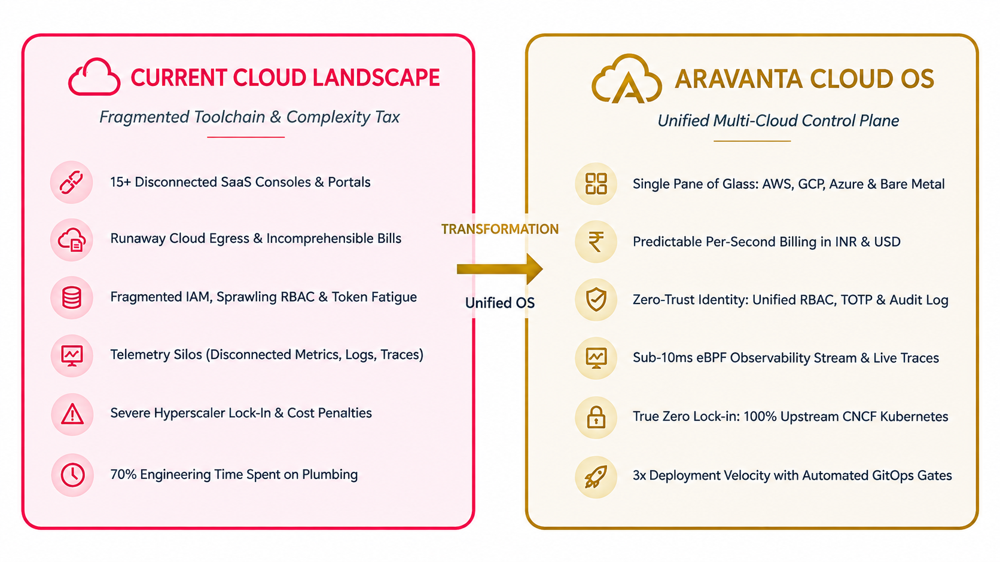 CURRENT CLOUD LANDSCAPE
Fragmented Toolchain & Complexity Tax
15+ Disconnected SaaS Consoles & Portals
Runaway Cloud Egress & Incomprehensible Bills
Fragmented IAM, Sprawling RBAC & Token Fatigue
Telemetry Silos (Disconnected Metrics, Logs, Traces)
Severe Hyperscaler Lock-In & Cost Penalties
70% Engineering Time Spent on Plumbing
TRANSFORMATION
Unified OS
ARAVANTA CLOUD OS
Unified Multi-Cloud Control Plane
Single Pane of Glass: AWS, GCP, Azure & Bare Metal
₹
Predictable Per-Second Billing in INR & USD
Zero-Trust Identity: Unified RBAC, TOTP & Audit Log
Sub-10ms eBPF Observability Stream & Live Traces
True Zero Lock-in: 100% Upstream CNCF Kubernetes
3x Deployment Velocity with Automated GitOps Gates